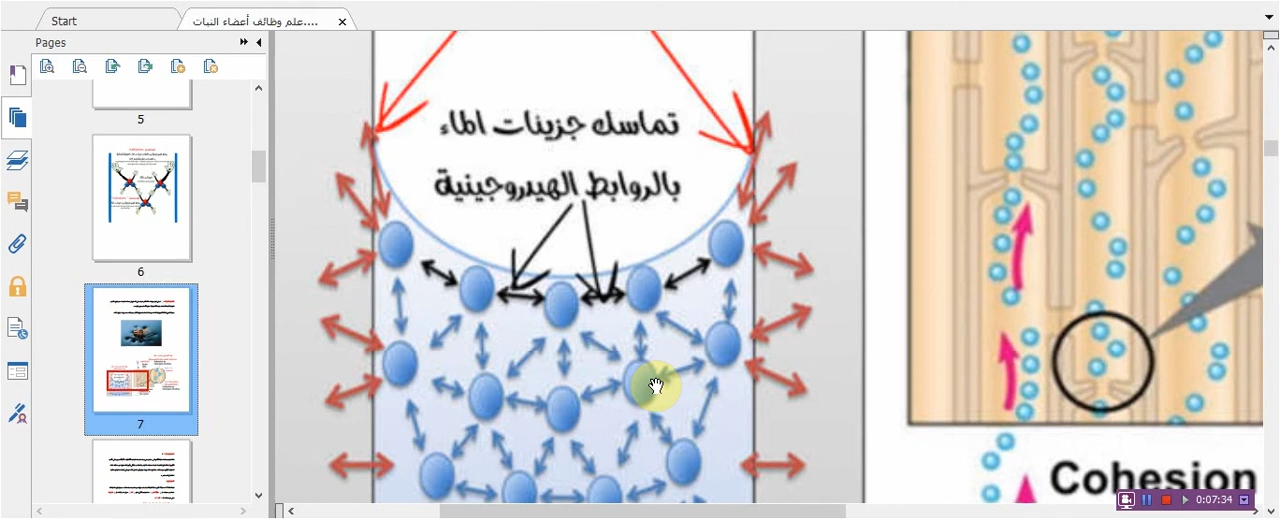 Start
علم وظائف أعضاء النبات....
Pages
5
6
7
تماسك جزيئات الماء
بالروابط الهيدروجينية
Cohesion
0:07:34